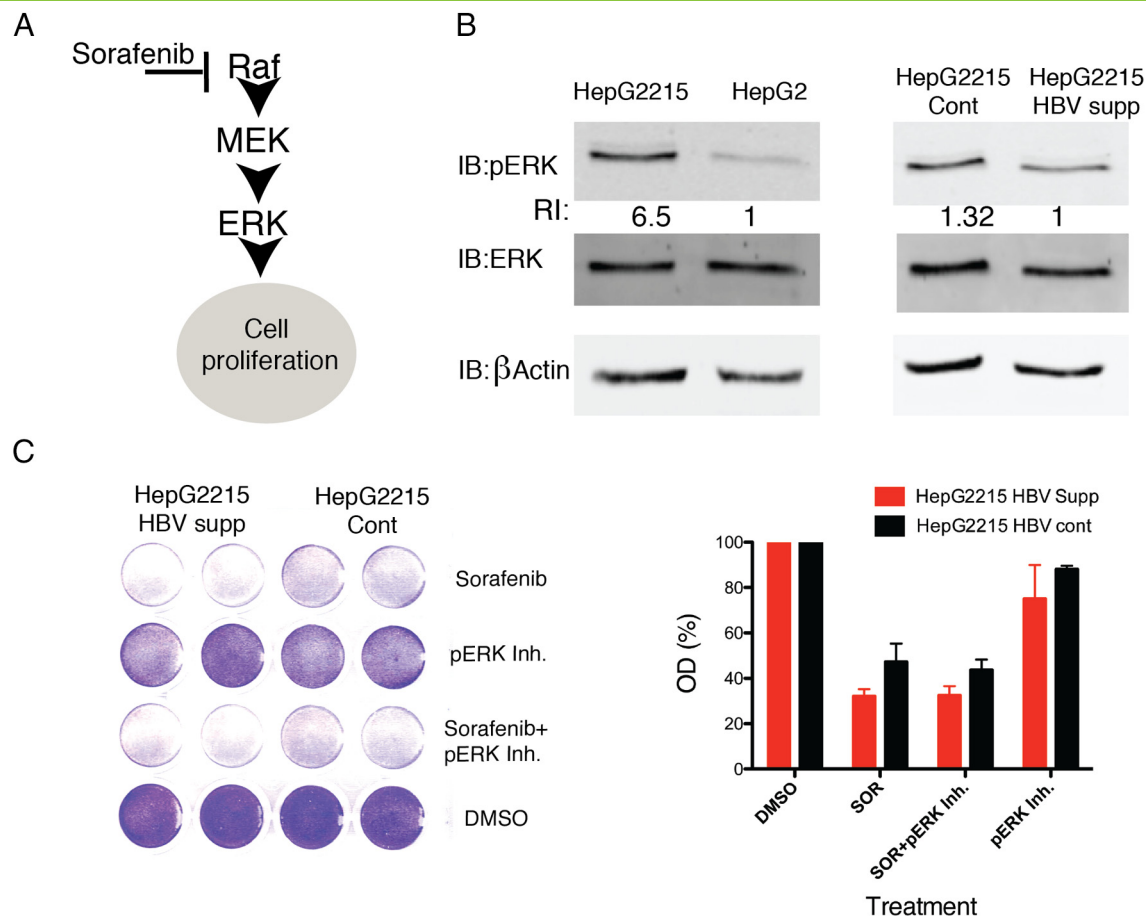 A
Sorafenib
Raf
MEK
ERK
Cell
proliferation
B
HepG2215
HepG2
HepG2215
Cont
HepG2215
HBV supp
IB:pERK
RI:
6.5
1
1.32
1
IB:ERK
IB:βActin
C
HepG2215
HBV supp
HepG2215
Cont
Sorafenib
pERK Inh.
Sorafenib+
pERK Inh.
DMSO
HepG2215 HBV Supp
HepG2215 HBV cont
OD (%)
100
80
60
40
20
0
DMSO
SOR
SOR+pERK Inh.
pERK Inh.
Treatment